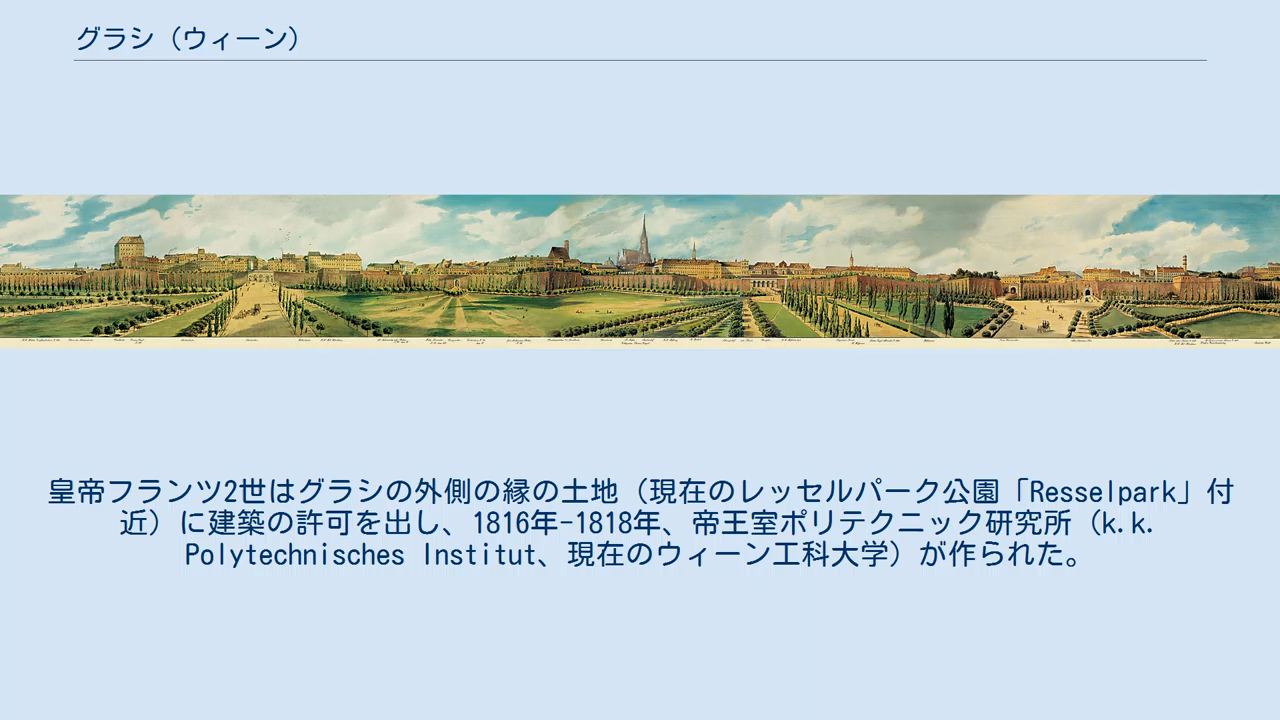 グラシ（ウィーン）
皇帝フランツ2世はグラシの外側の縁の土地（現在のレッセルパーク公園「Resselpark」付
近）に建築の許可を出し、1816年-1818年、帝王室ポリテクニック研究所（k.k.
Polytechnisches Institut、現在のウィーン工科大学）が作られた。